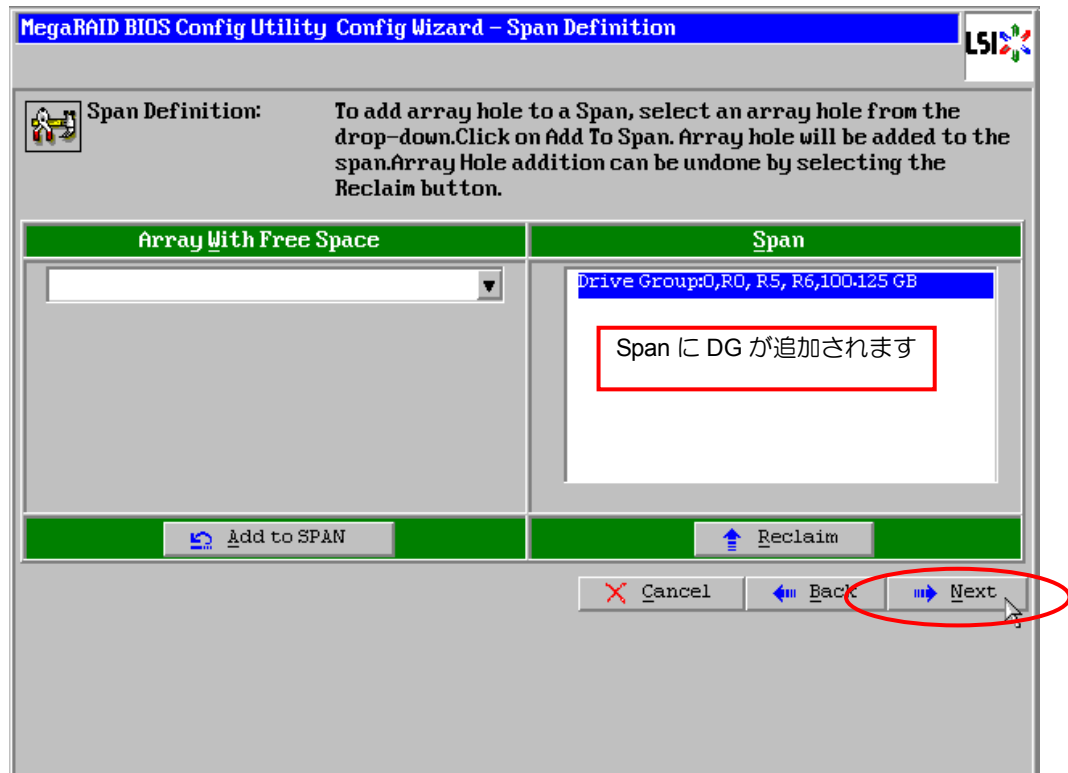 MegaRAID BIOS Config Utility Config Wizard – Span Definition
LSI
Span Definition:
To add array hole to a Span, select an array hole from the
drop-down.Click on Add To Span. Array hole will be added to the
span.Array Hole addition can be undone by selecting the
Reclaim button.
Array With Free Space
Span
Drive Group:0,R0, R5, R6,100.125 GB
Span に DG が追加されます
Add to SPAN
Reclaim
Cancel
Back
Next